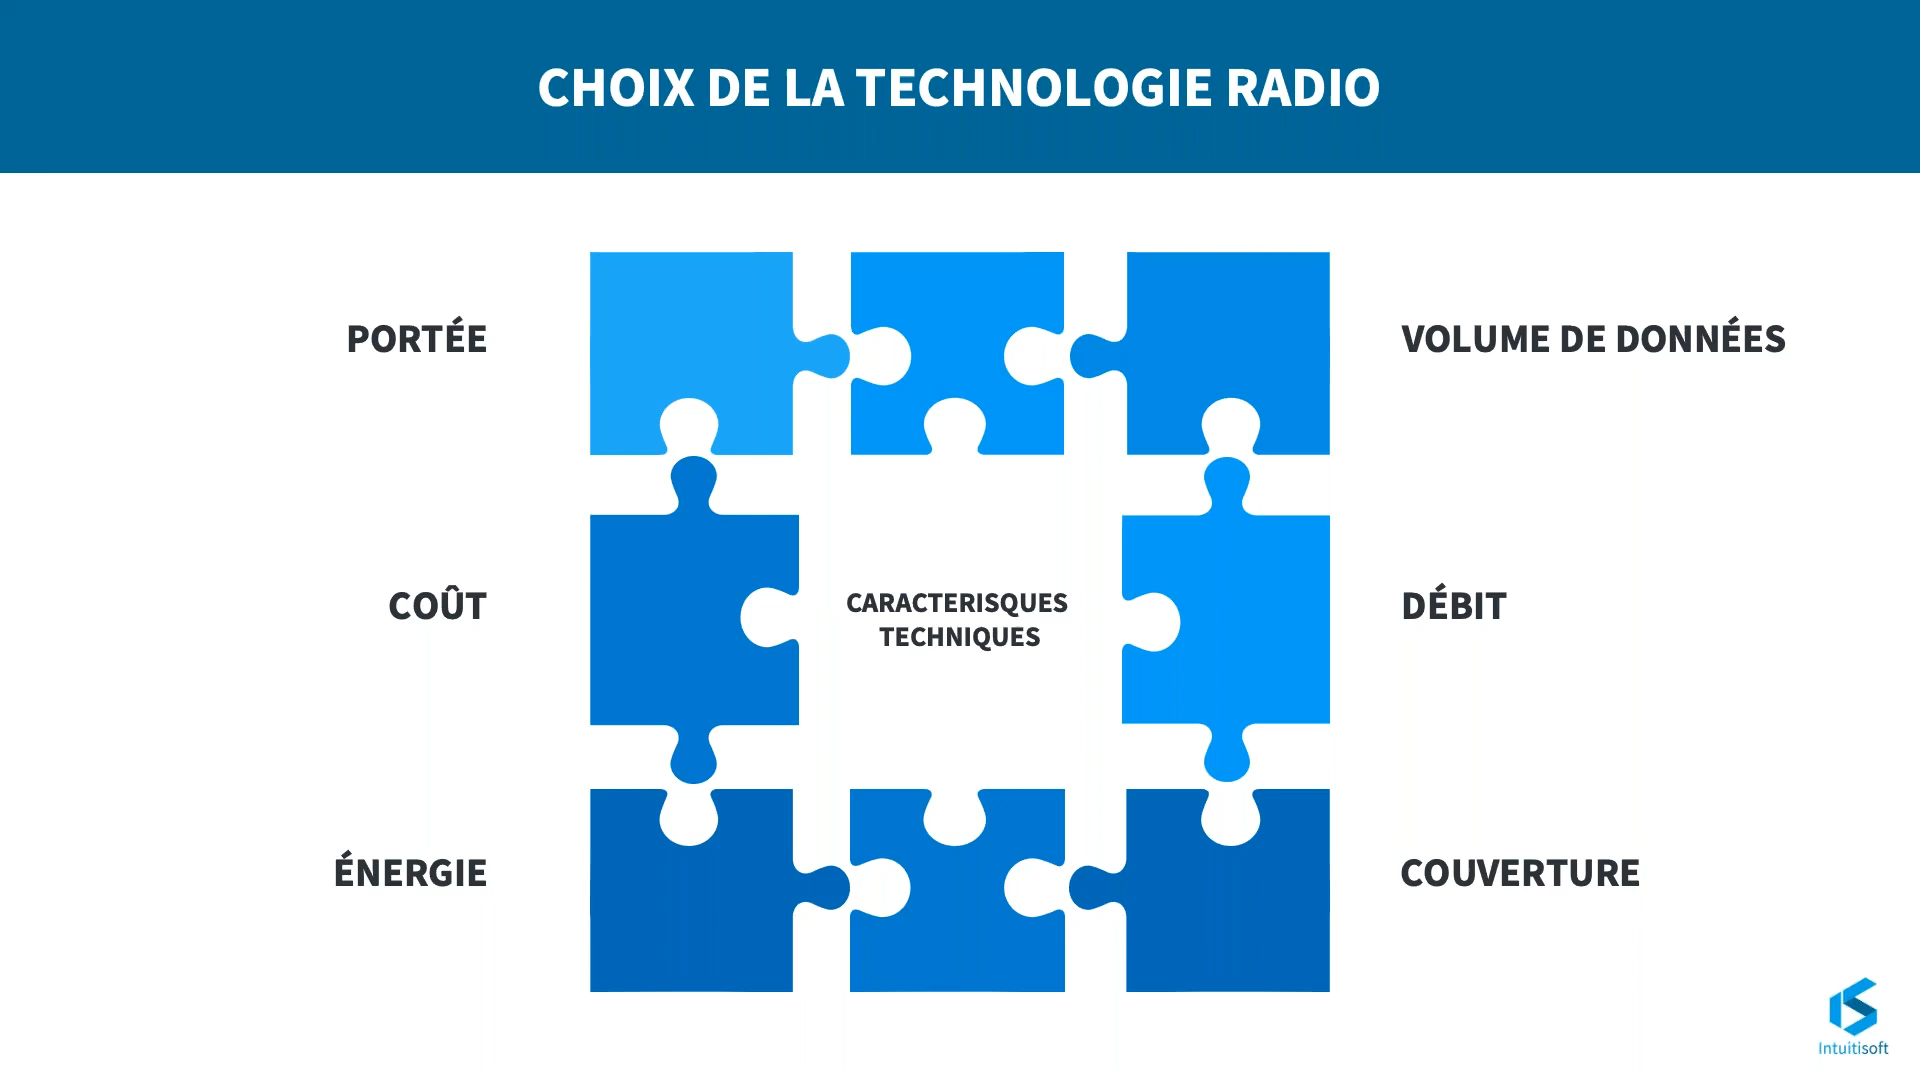 CHOIX DE LA TECHNOLOGIE RADIO
PORTÉE
VOLUME DE DONNÉES
COÛT
CARACTERISQUES
TECHNIQUES
DÉBIT
ÉNERGIE
COUVERTURE
Intuitisoft